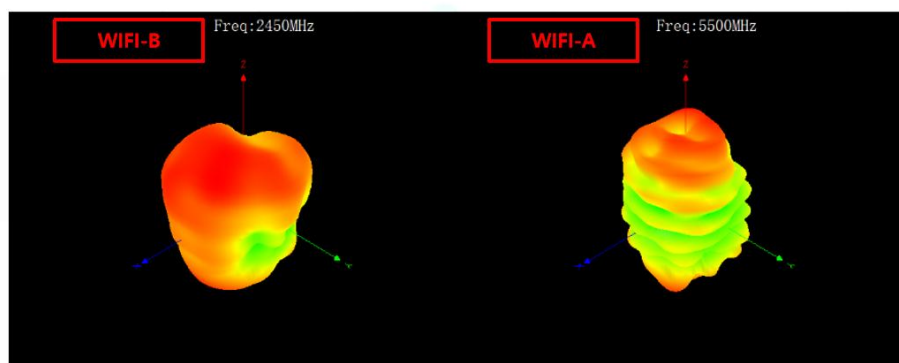 WIFI-B
Freq:2450MHz
WIFI-A
Freq:5500MHz
Z
Y
Z
Y